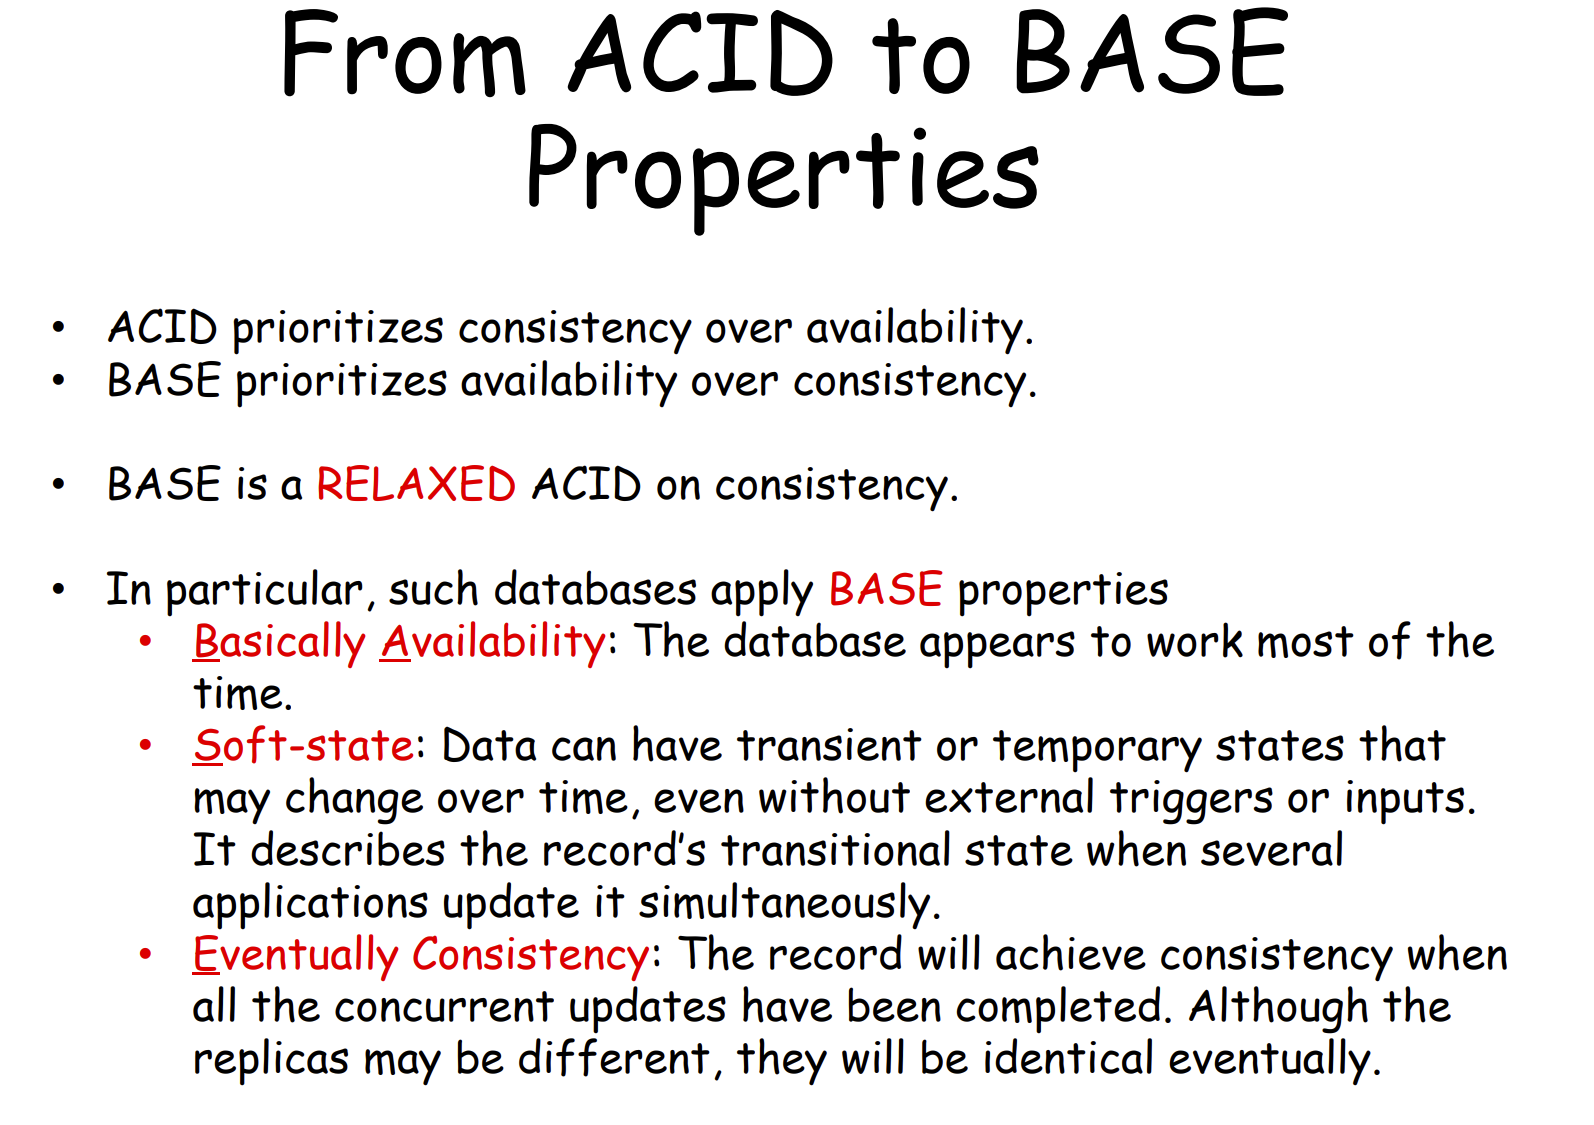 From ACID to BASE
Properties
• ACID prioritizes consistency over availability.
• BASE prioritizes availability over consistency.
• BASE is a RELAXED ACID on consistency.
• In particular, such databases apply BASE properties
• Basically Availability: The database appears to work most of the
time.
• Soft-state: Data can have transient or temporary states that
may change over time, even without external triggers or inputs.
It describes the record’s transitional state when several
applications update it simultaneously.
• Eventually Consistency: The record will achieve consistency when
all the concurrent updates have been completed. Although the
replicas may be different, they will be identical eventually.